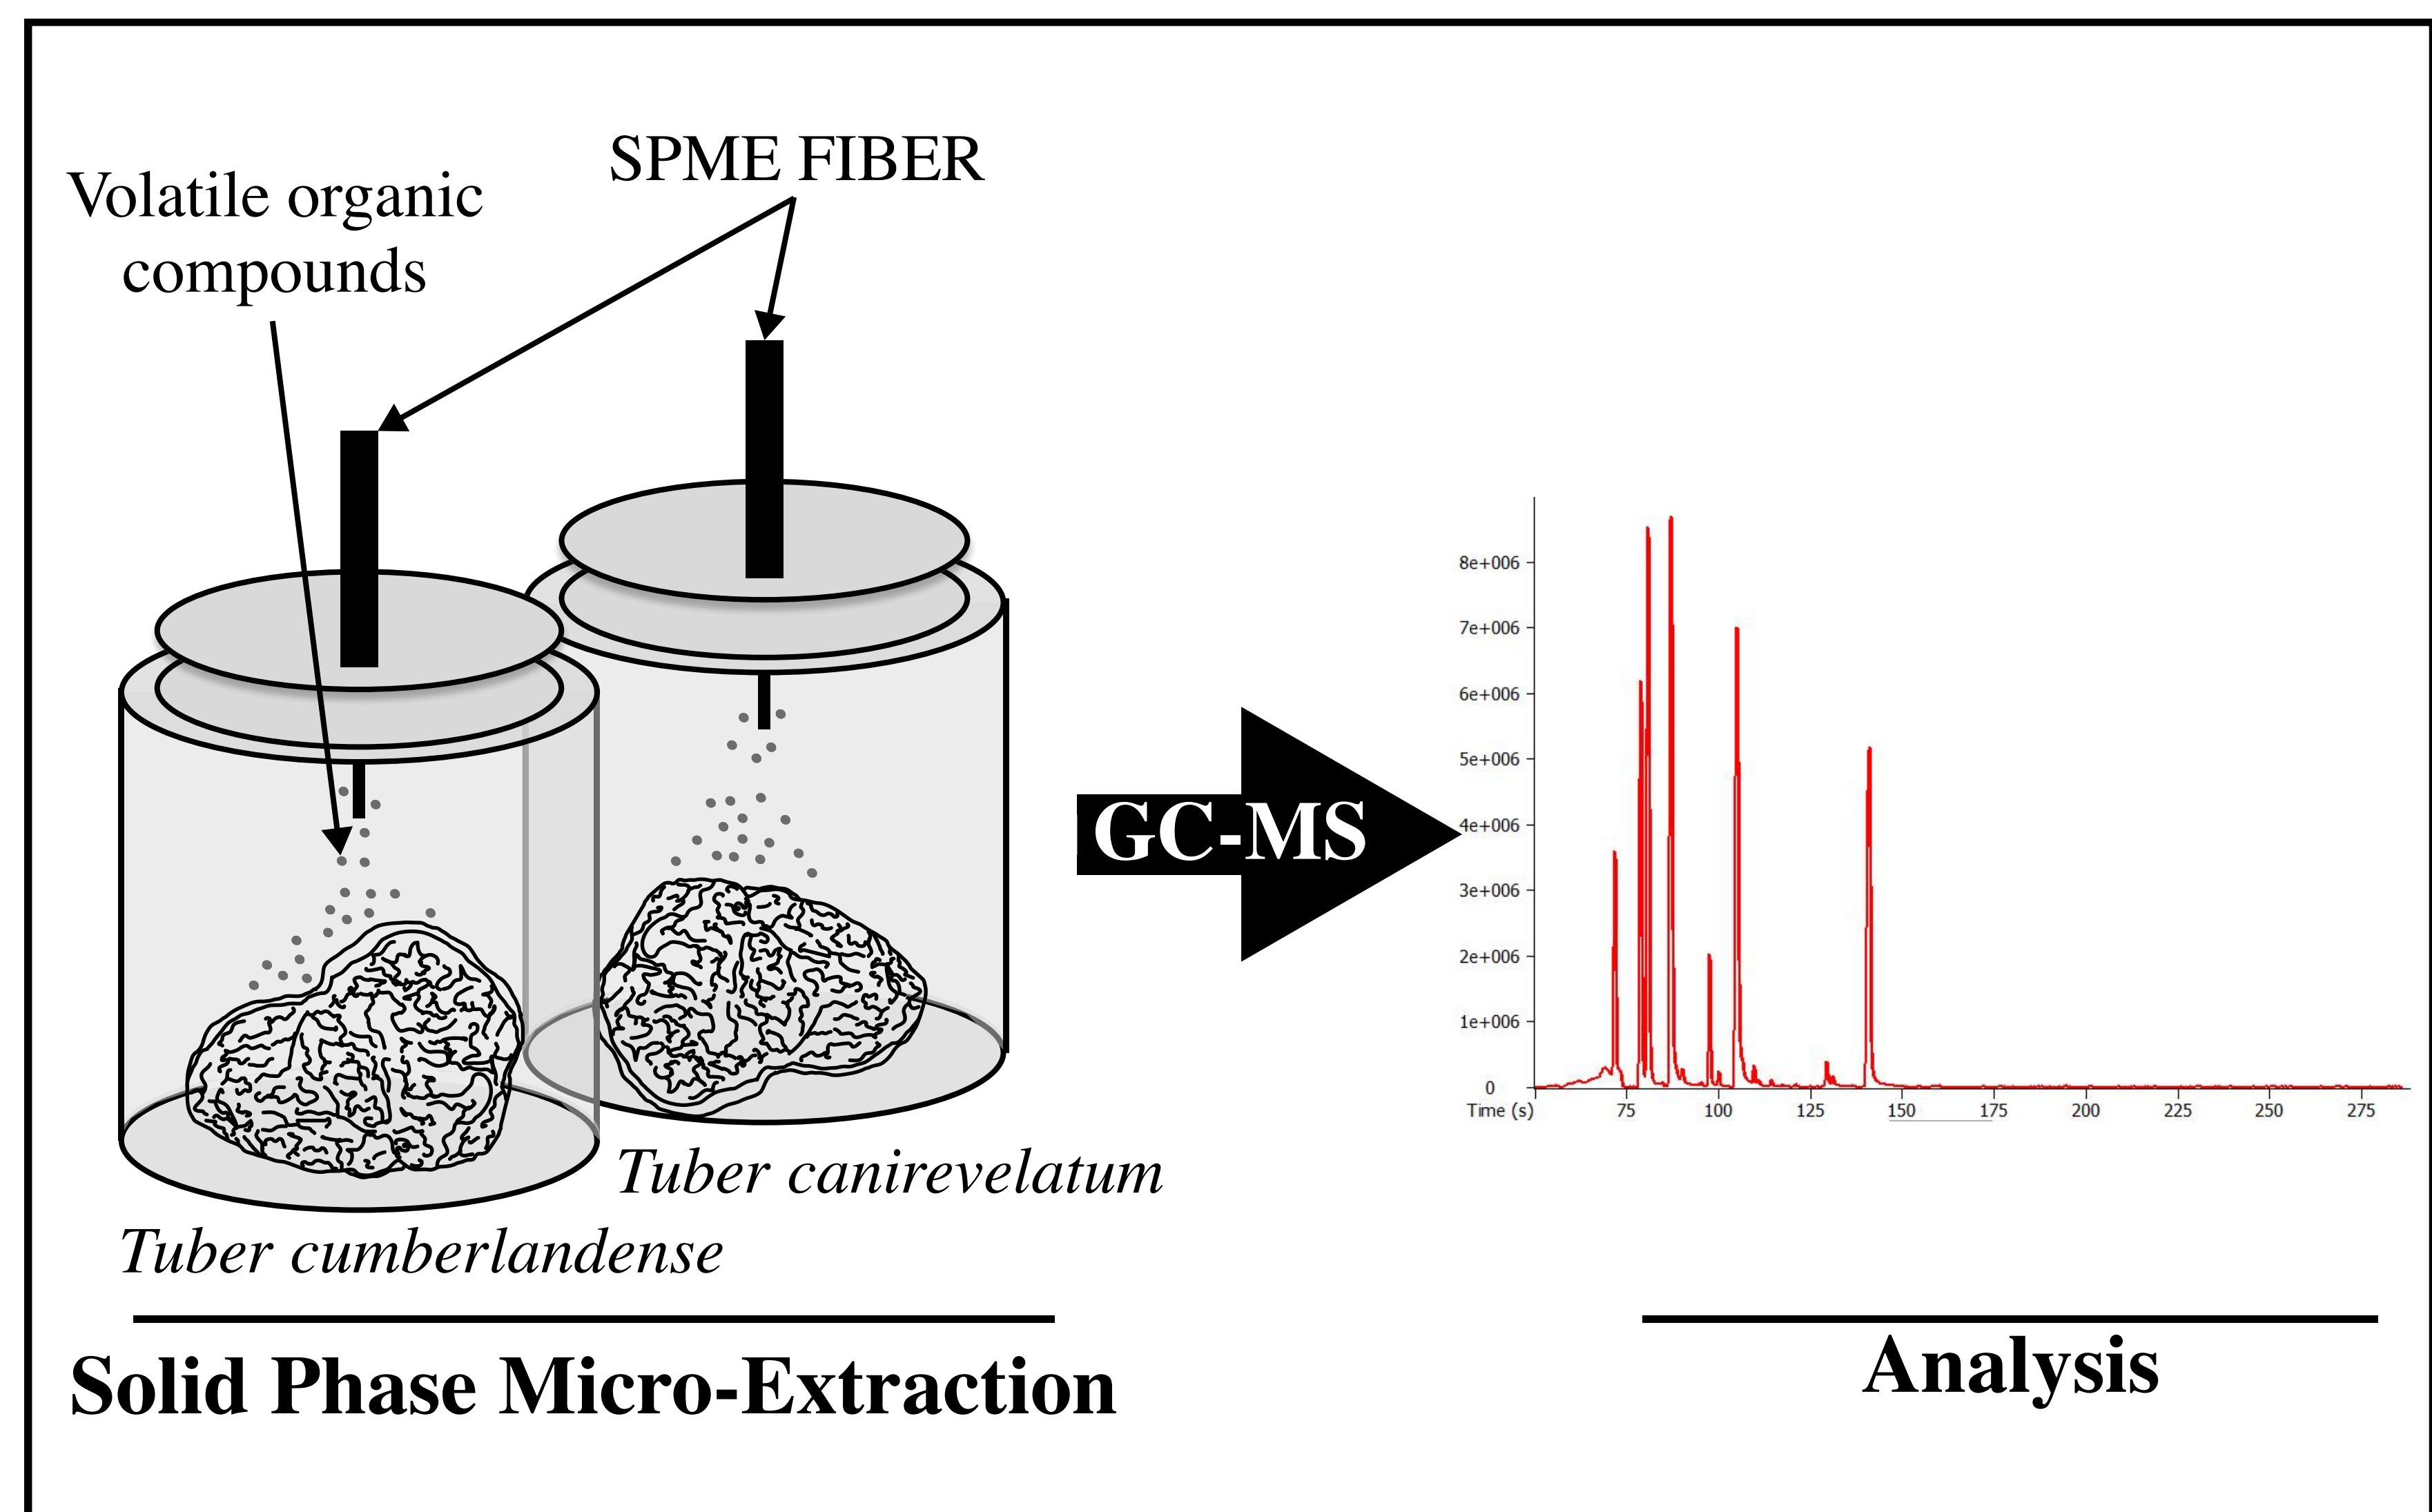 SPME FIBER
Volatile organic
compounds
GC-MS
8e+006
7e+006
6e+006
5e+006
4e+006
3e+006
2e+006
1e+006
0
Time (s) 75 100 125 150 175 200 225 250 275
Tuber canirevelatum
Tuber cumberlandense
Solid Phase Micro-Extraction
Analysis